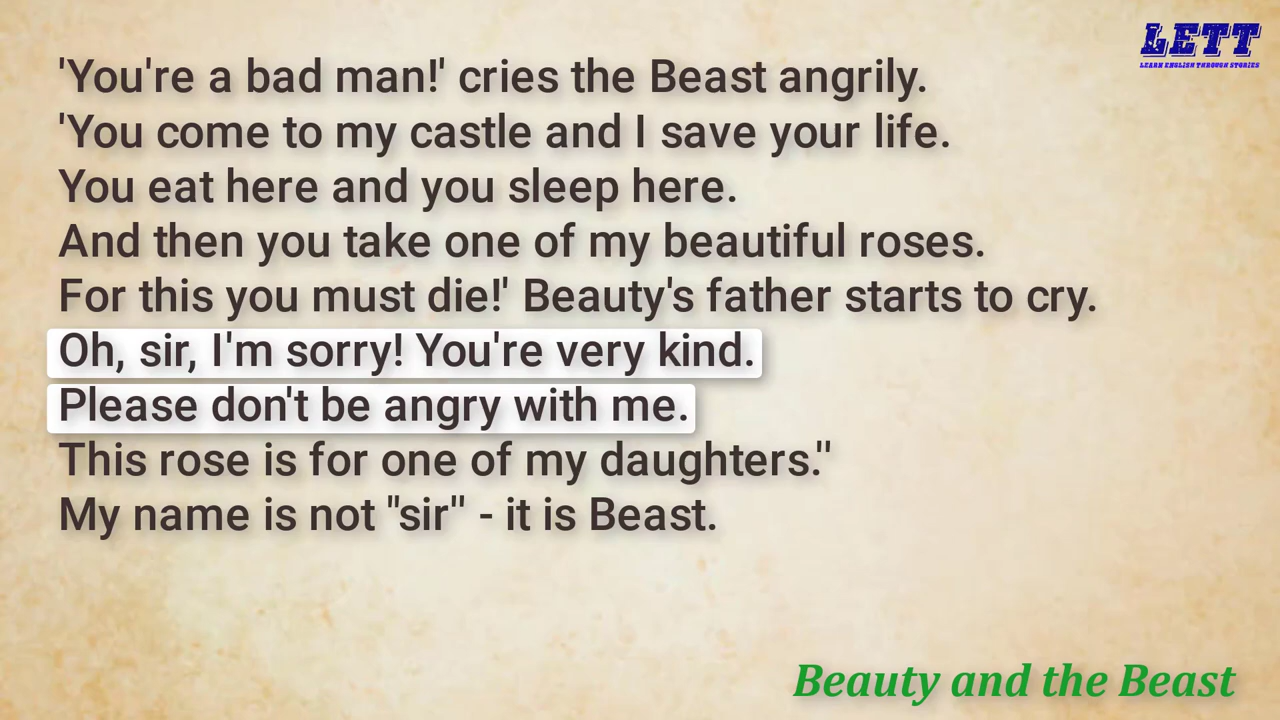 LETT
LEARN ENGLISH THROUGH STORIES
'You're a bad man!' cries the Beast angrily.
'You come to my castle and I save your life.
You eat here and you sleep here.
And then you take one of my beautiful roses.
For this you must die!' Beauty's father starts to cry.
Oh, sir, I'm sorry! You're very kind.
Please don't be angry with me.
This rose is for one of my daughters."
My name is not "sir" - it is Beast.
Beauty and the Beast